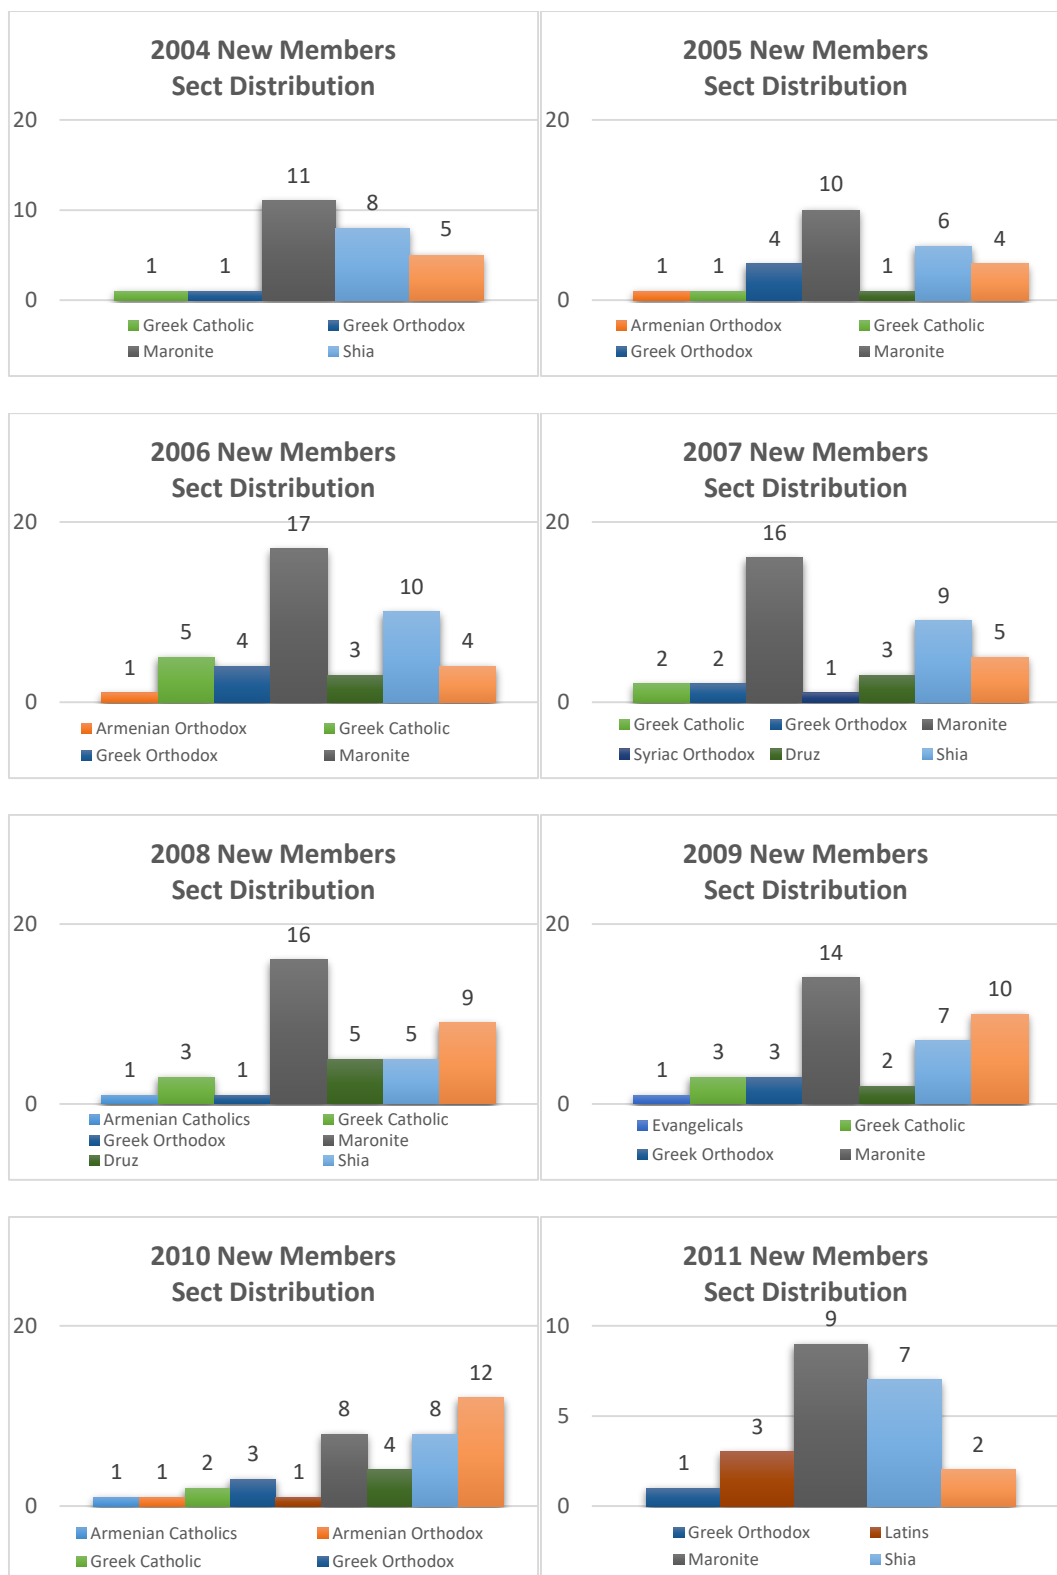 2004 New Members
Sect Distribution
20
10
0
1
1
11
8
5
Greek Catholic
Greek Orthodox
Maronite
Shia
2005 New Members
Sect Distribution
20
10
0
1
1
4
10
1
6
4
Armenian Orthodox
Greek Catholic
Greek Orthodox
Maronite
2006 New Members
Sect Distribution
20
10
0
1
5
4
17
3
10
4
Armenian Orthodox
Greek Catholic
Greek Orthodox
Maronite
2007 New Members
Sect Distribution
20
10
0
2
2
16
1
3
9
5
Greek Catholic
Greek Orthodox
Maronite
Syriac Orthodox
Druz
Shia
2008 New Members
Sect Distribution
20
10
0
1
3
1
16
5
5
9
Armenian Catholics
Greek Catholic
Greek Orthodox
Maronite
Druz
Shia
2009 New Members
Sect Distribution
20
10
0
1
3
3
14
2
7
10
Evangelicals
Greek Catholic
Greek Orthodox
Maronite
2010 New Members
Sect Distribution
20
10
0
1
1
2
3
1
8
4
8
12
Armenian Catholics
Armenian Orthodox
Greek Catholic
Greek Orthodox
2011 New Members
Sect Distribution
10
5
0
1
3
9
7
2
Greek Orthodox
Latins
Maronite
Shia